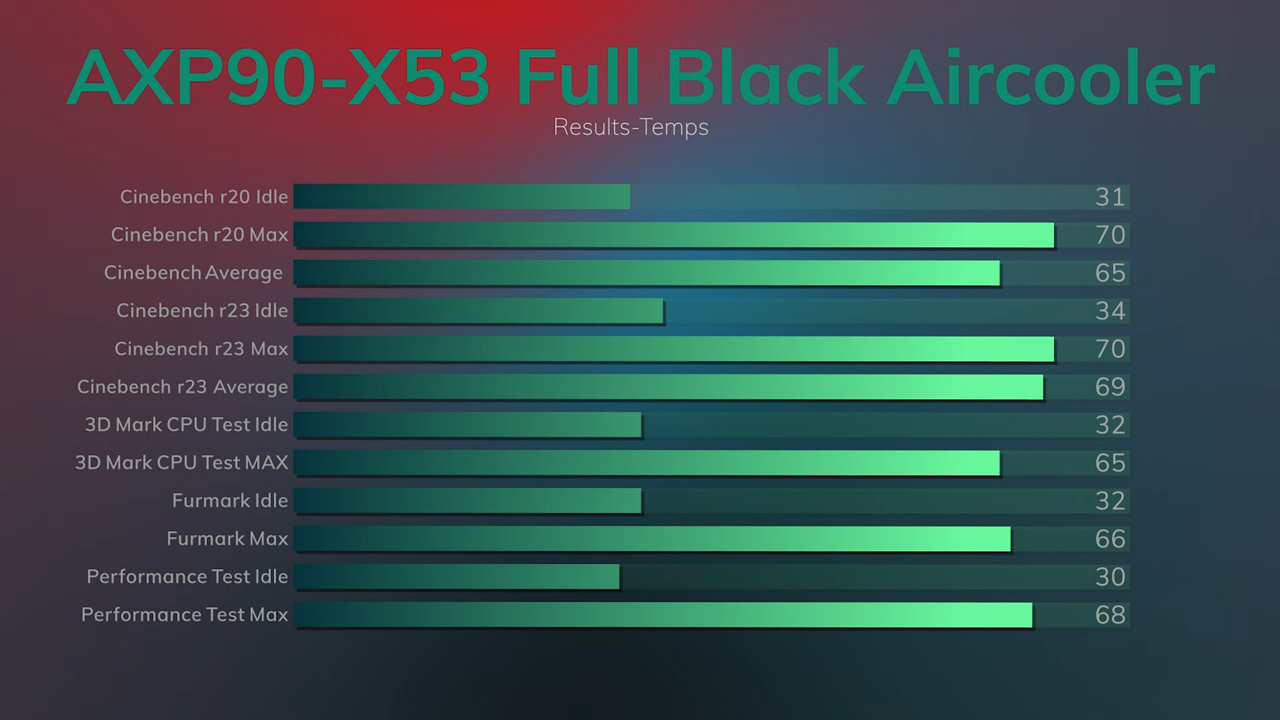 AXP90-X53 Full Black Aircooler
Results-Temps
Cinebench r20 Idle 31
Cinebench r20 Max 70
Cinebench Average 65
Cinebench r23 Idle 34
Cinebench r23 Max 70
Cinebench r23 Average 69
3D Mark CPU Test Idle 32
3D Mark CPU Test MAX 65
Furmark Idle 32
Furmark Max 66
Performance Test Idle 30
Performance Test Max 68